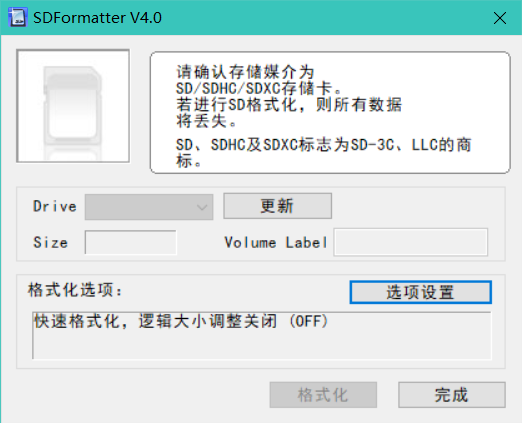 SDFormatter V4.0
请确认存储媒介为
SD/SDHC/SDXC存储卡。
若进行SD格式化，则所有数据
将丢失。
SD、SDHC及SDXC标志为SD-3C、LLC的商
标。
Drive 更新
Size Volume Label
格式化选项： 选项设置
快速格式化，逻辑大小调整关闭 (OFF)
格式化 完成